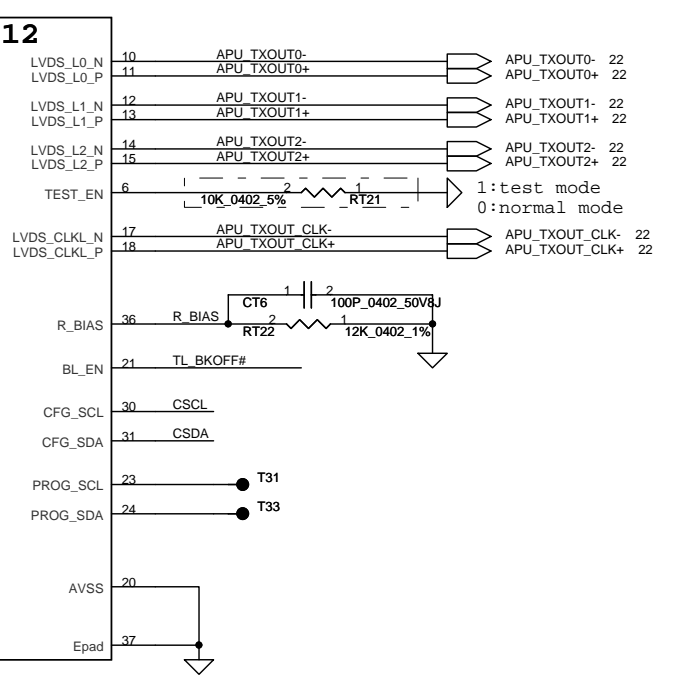 12
LVDS_L0_N 10 APU_TXOUT0- APU_TXOUT0- 22
LVDS_L0_P 11 APU_TXOUT0+ APU_TXOUT0+ 22
LVDS_L1_N 12 APU_TXOUT1- APU_TXOUT1- 22
LVDS_L1_P 13 APU_TXOUT1+ APU_TXOUT1+ 22
LVDS_L2_N 14 APU_TXOUT2- APU_TXOUT2- 22
LVDS_L2_P 15 APU_TXOUT2+ APU_TXOUT2+ 22
TEST_EN 6 2 1 1:test mode
10K_0402_5% RT21 0:normal mode
LVDS_CLKL_N 17 APU_TXOUT_CLK- APU_TXOUT_CLK- 22
LVDS_CLKL_P 18 APU_TXOUT_CLK+ APU_TXOUT_CLK+ 22
1 2
CT6 100P_0402_50V8J
R_BIAS 36 R_BIAS 2 1
RT22 12K_0402_1%
BL_EN 21 TL_BKOFF#
CFG_SCL 30 CSCL
CFG_SDA 31 CSDA
PROG_SCL 23 T31
PROG_SDA 24 T33
AVSS 20
Epad 37